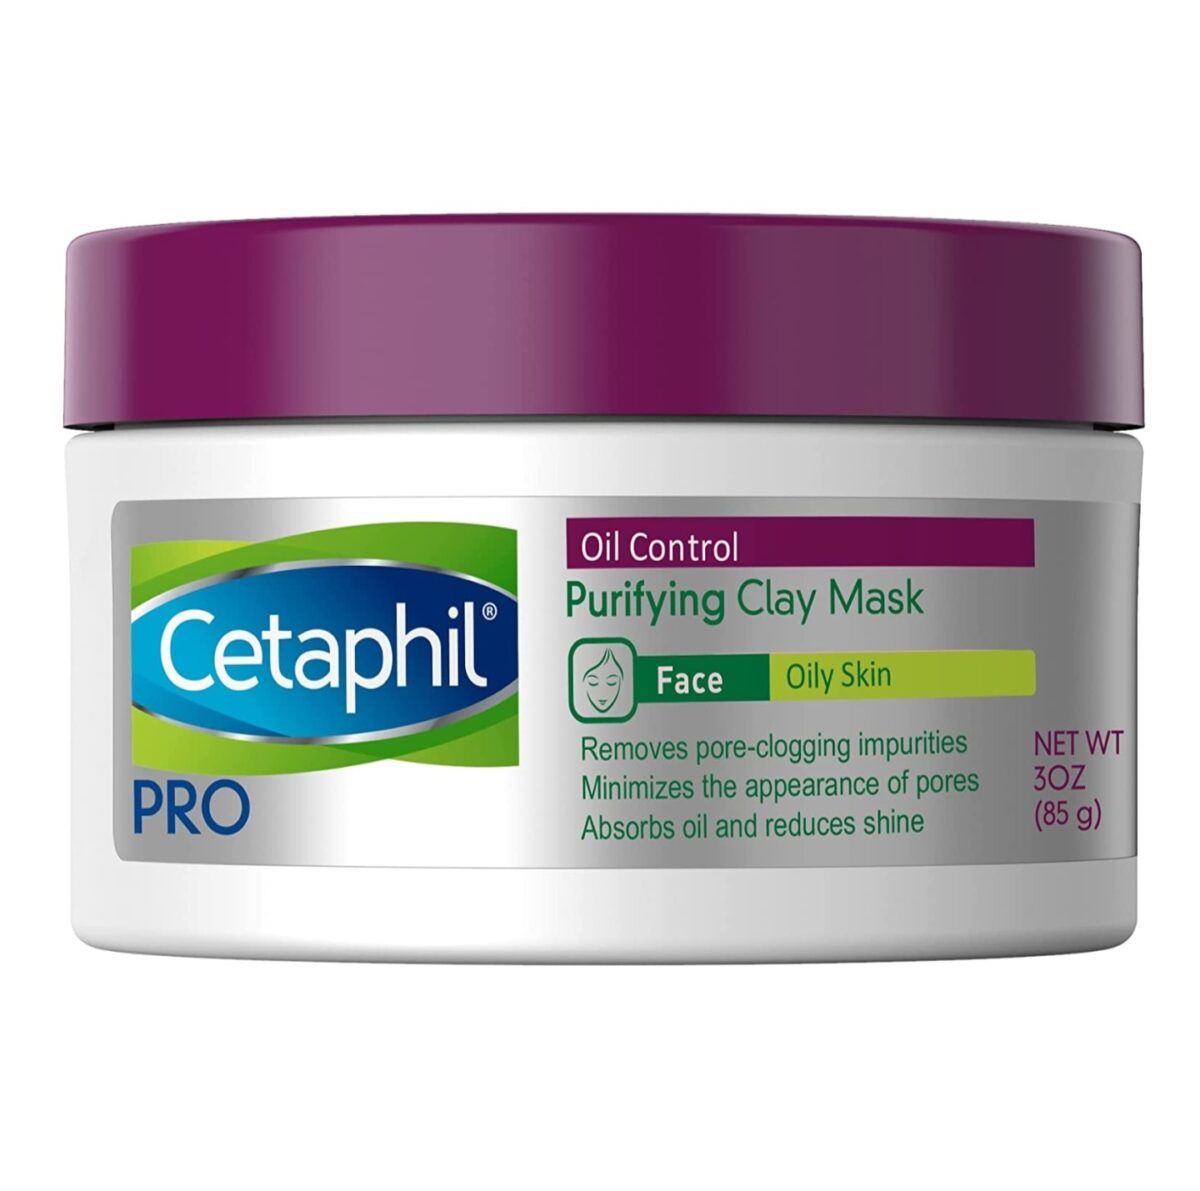 Cetaphil®
PRO
Oil Control
Purifying Clay Mask
Face
Oily Skin
Removes pore-clogging impurities
Minimizes the appearance of pores
Absorbs oil and reduces shine
NET WT
3OZ
(85 g)